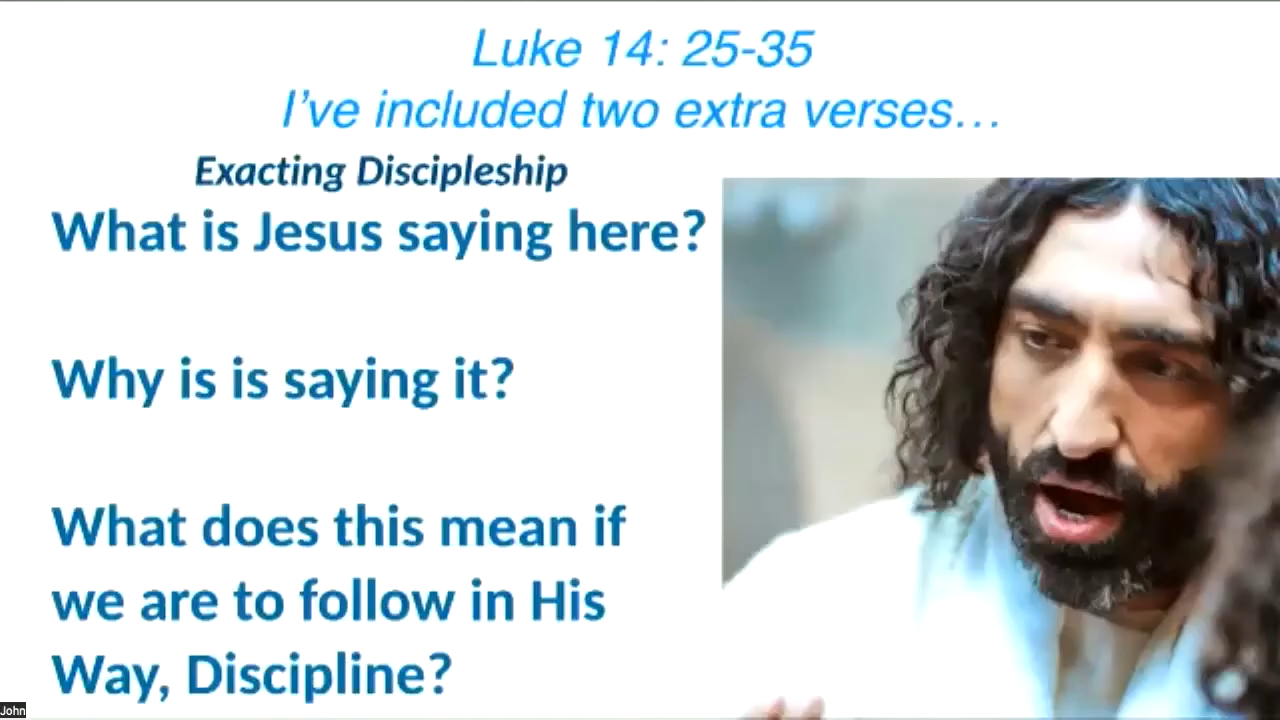 Luke 14: 25-35
I've included two extra verses…
Exacting Discipleship
What is Jesus saying here?
Why is is saying it?
What does this mean if
we are to follow in His
Way, Discipline?
John